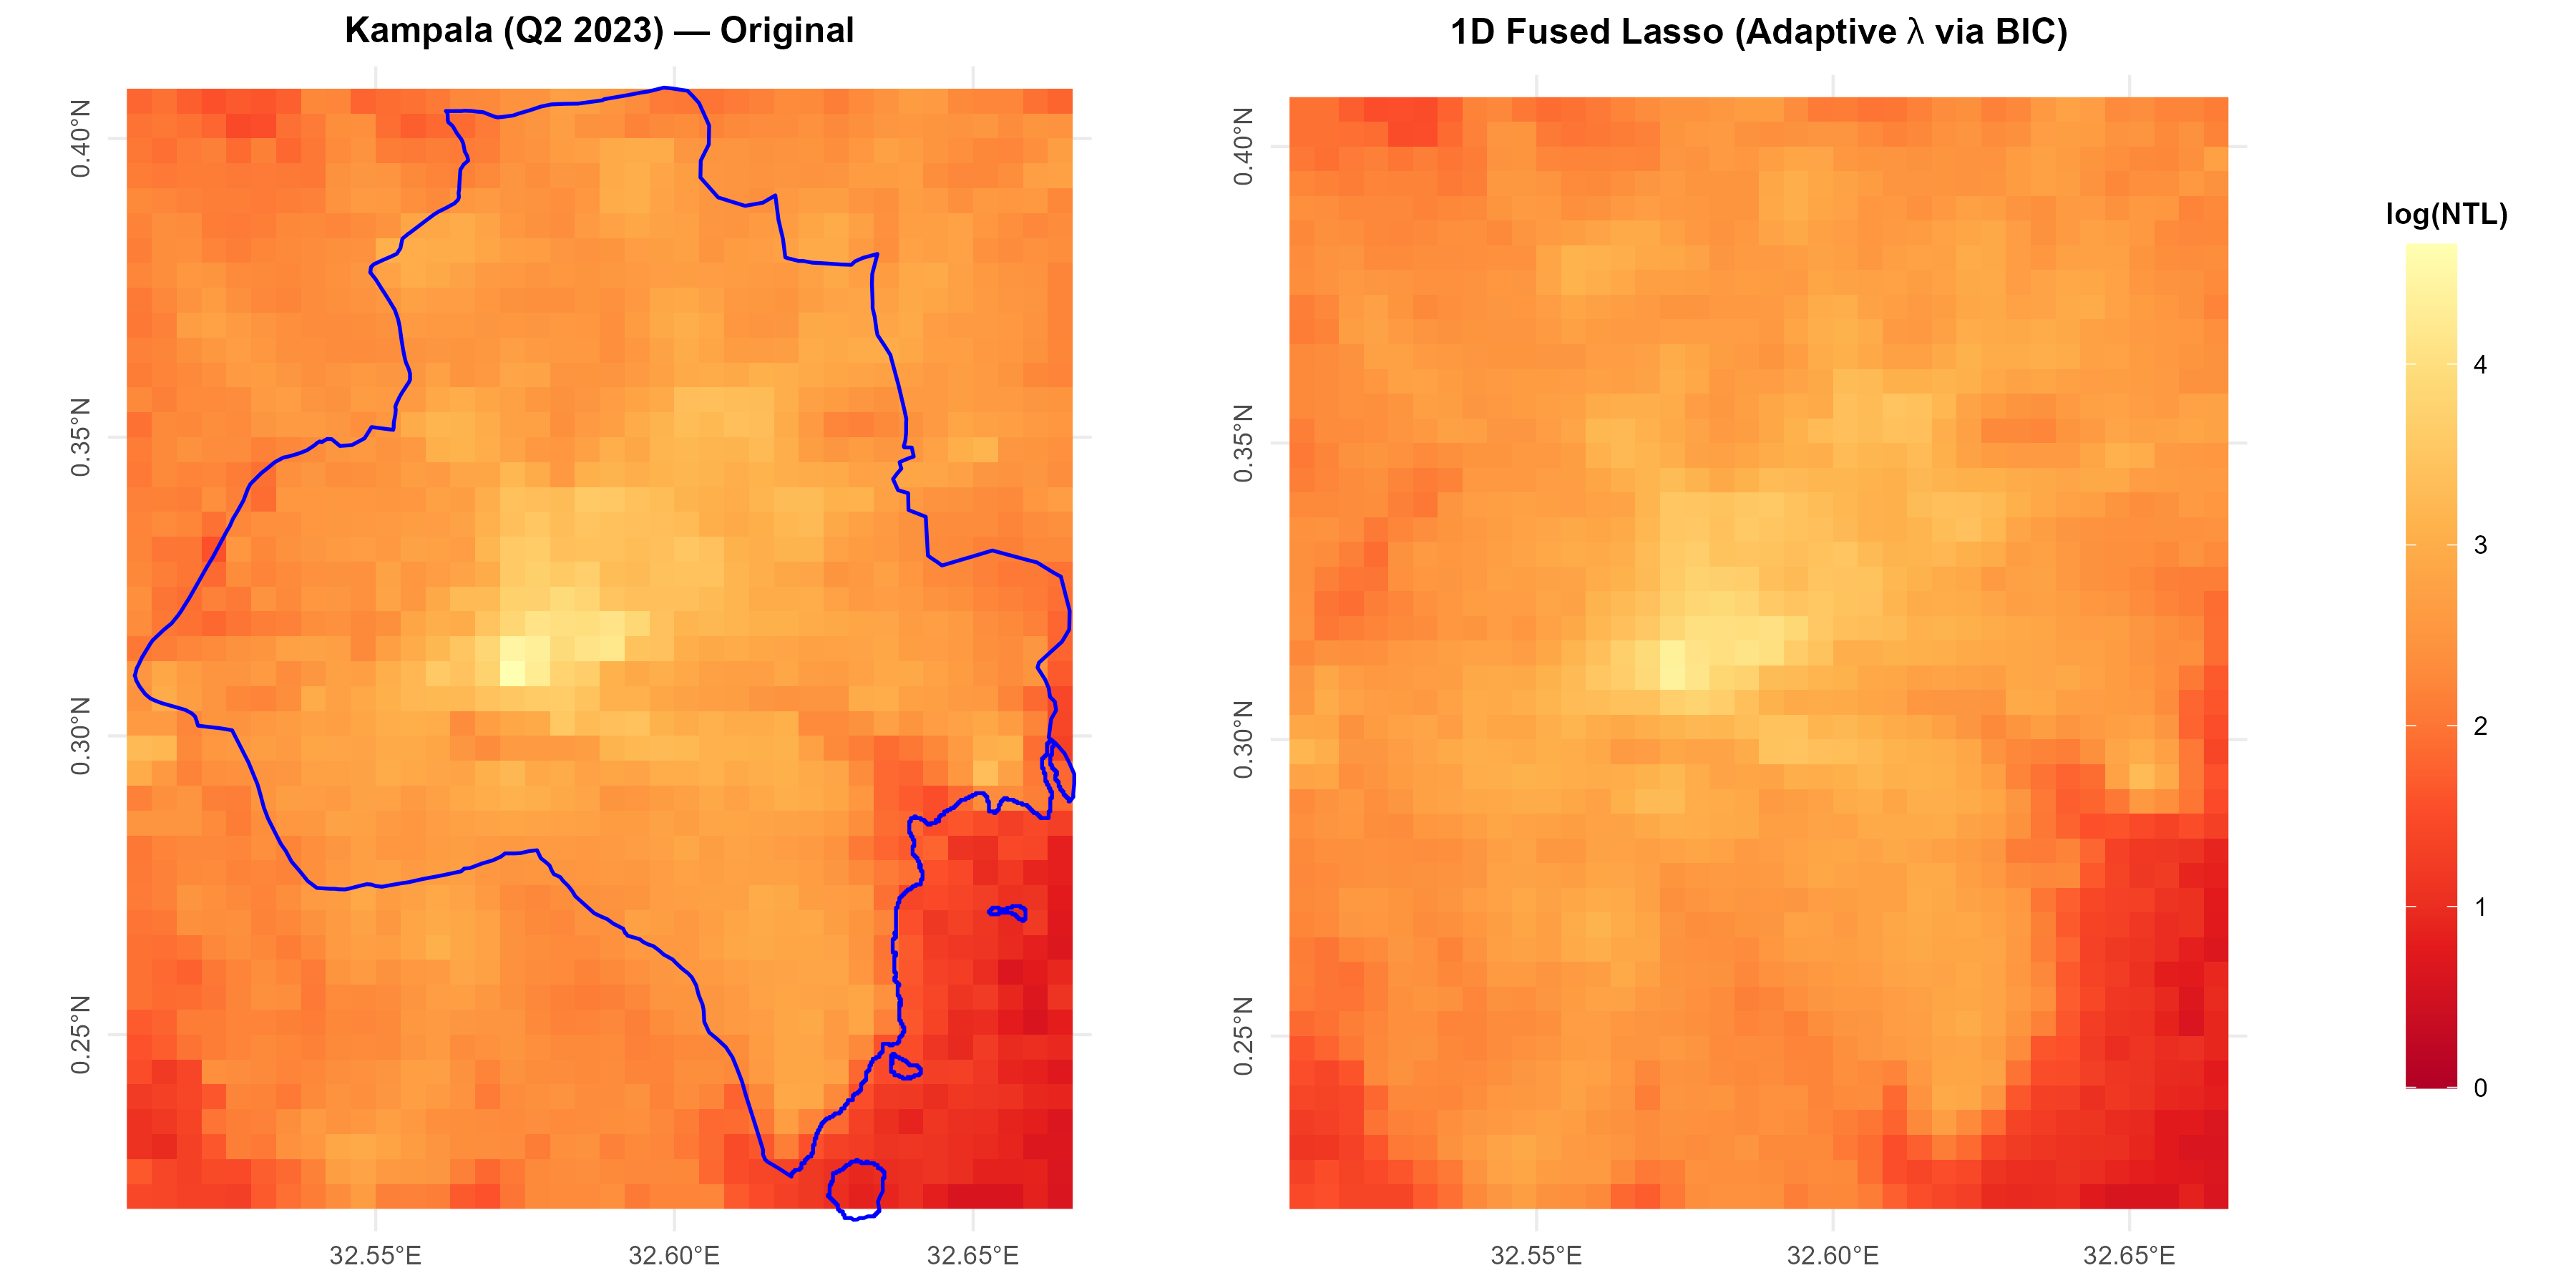 Kampala (Q2 2023) — Original
0.40°N
0.35°N
0.30°N
0.25°N
32.55°E
32.60°E
32.65°E
1D Fused Lasso (Adaptive λ via BIC)
0.40°N
0.35°N
0.30°N
0.25°N
32.55°E
32.60°E
32.65°E
log(NTL)
4
3
2
1
0